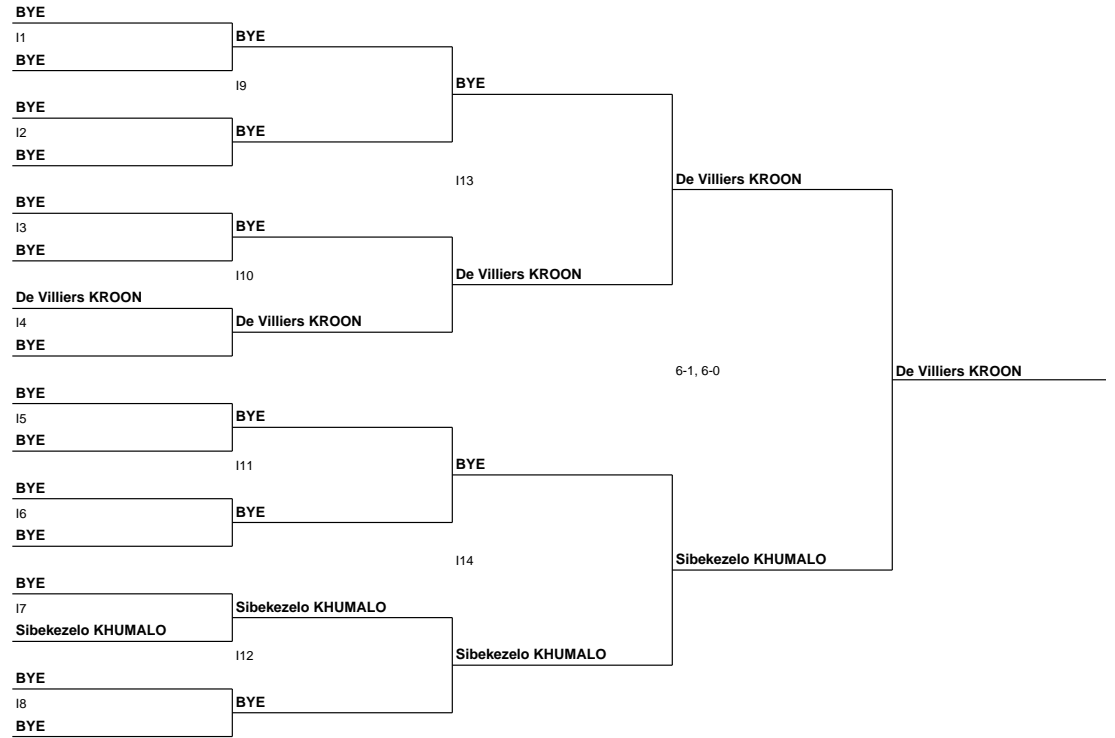 BYE
I1
BYE
BYE
I9
BYE
I2
BYE
BYE
BYE
I13
BYE
I3
BYE
BYE
I10
De Villiers KROON
De Villiers KROON
I4
De Villiers KROON
BYE
De Villiers KROON
6-1, 6-0
De Villiers KROON
BYE
I5
BYE
BYE
I11
BYE
BYE
I6
BYE
BYE
I14
Sibekezelo KHUMALO
BYE
I7
Sibekezelo KHUMALO
Sibekezelo KHUMALO
I12
Sibekezelo KHUMALO
BYE
I8
BYE
BYE